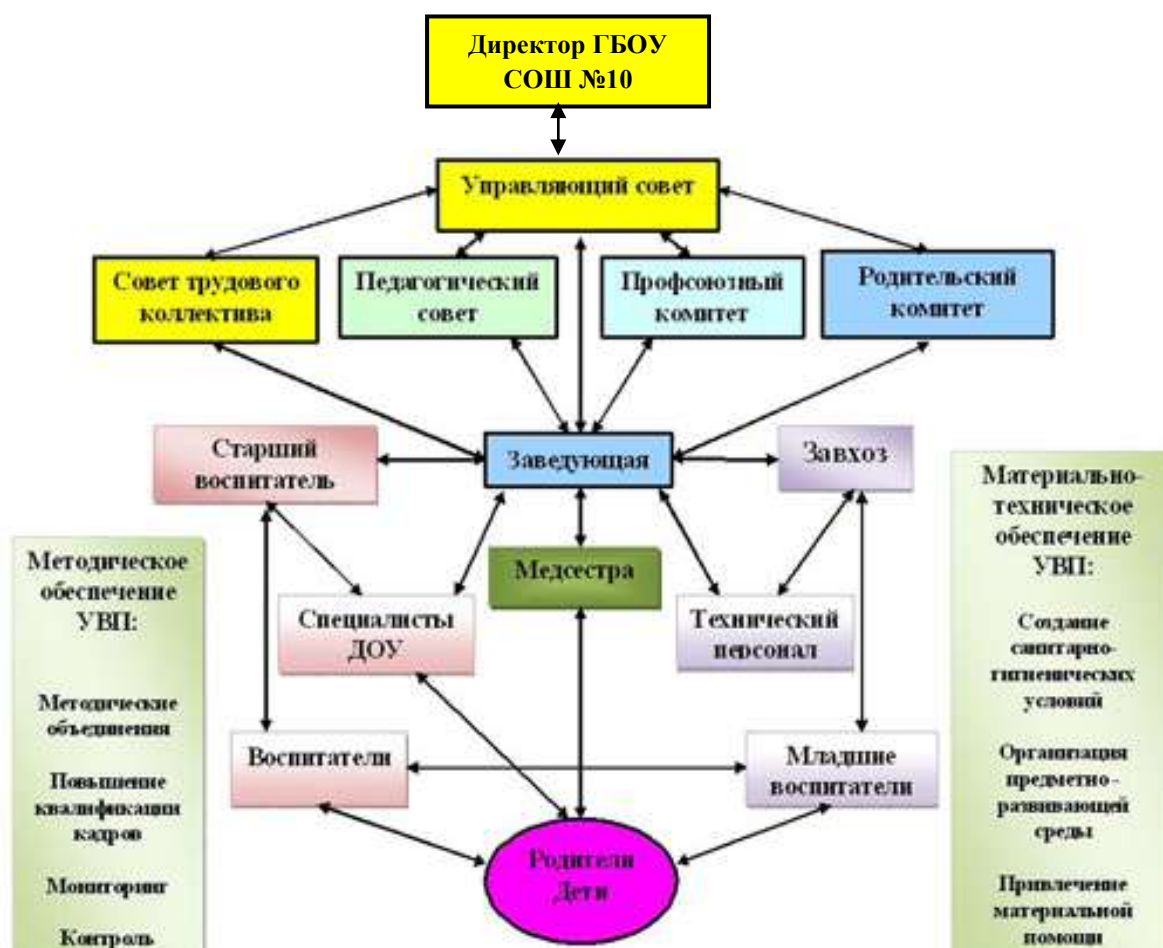 Директор ГБОУ
СОШ №10
Управляющий совет
Совет трудового
коллектива
Педагогический
совет
Профсоюзный
комитет
Родительский
комитет
Старший
воспитатель
Заведующая
Завхоз
Методическое
обеспечение
УВП:
Методические
объединения
Повышение
квалификации
кадров
Мониторинг
Контроль
Медсестра
Специалисты
ДОУ
Технический
персонал
Воспитатели
Младшие
воспитатели
Родители
Дети
Материально-
техническое
обеспечение
УВП:
Создание
санитарно-
гигиенических
условий
Организация
предметно-
развивающей
среды
Привлечение
материальной
помощи